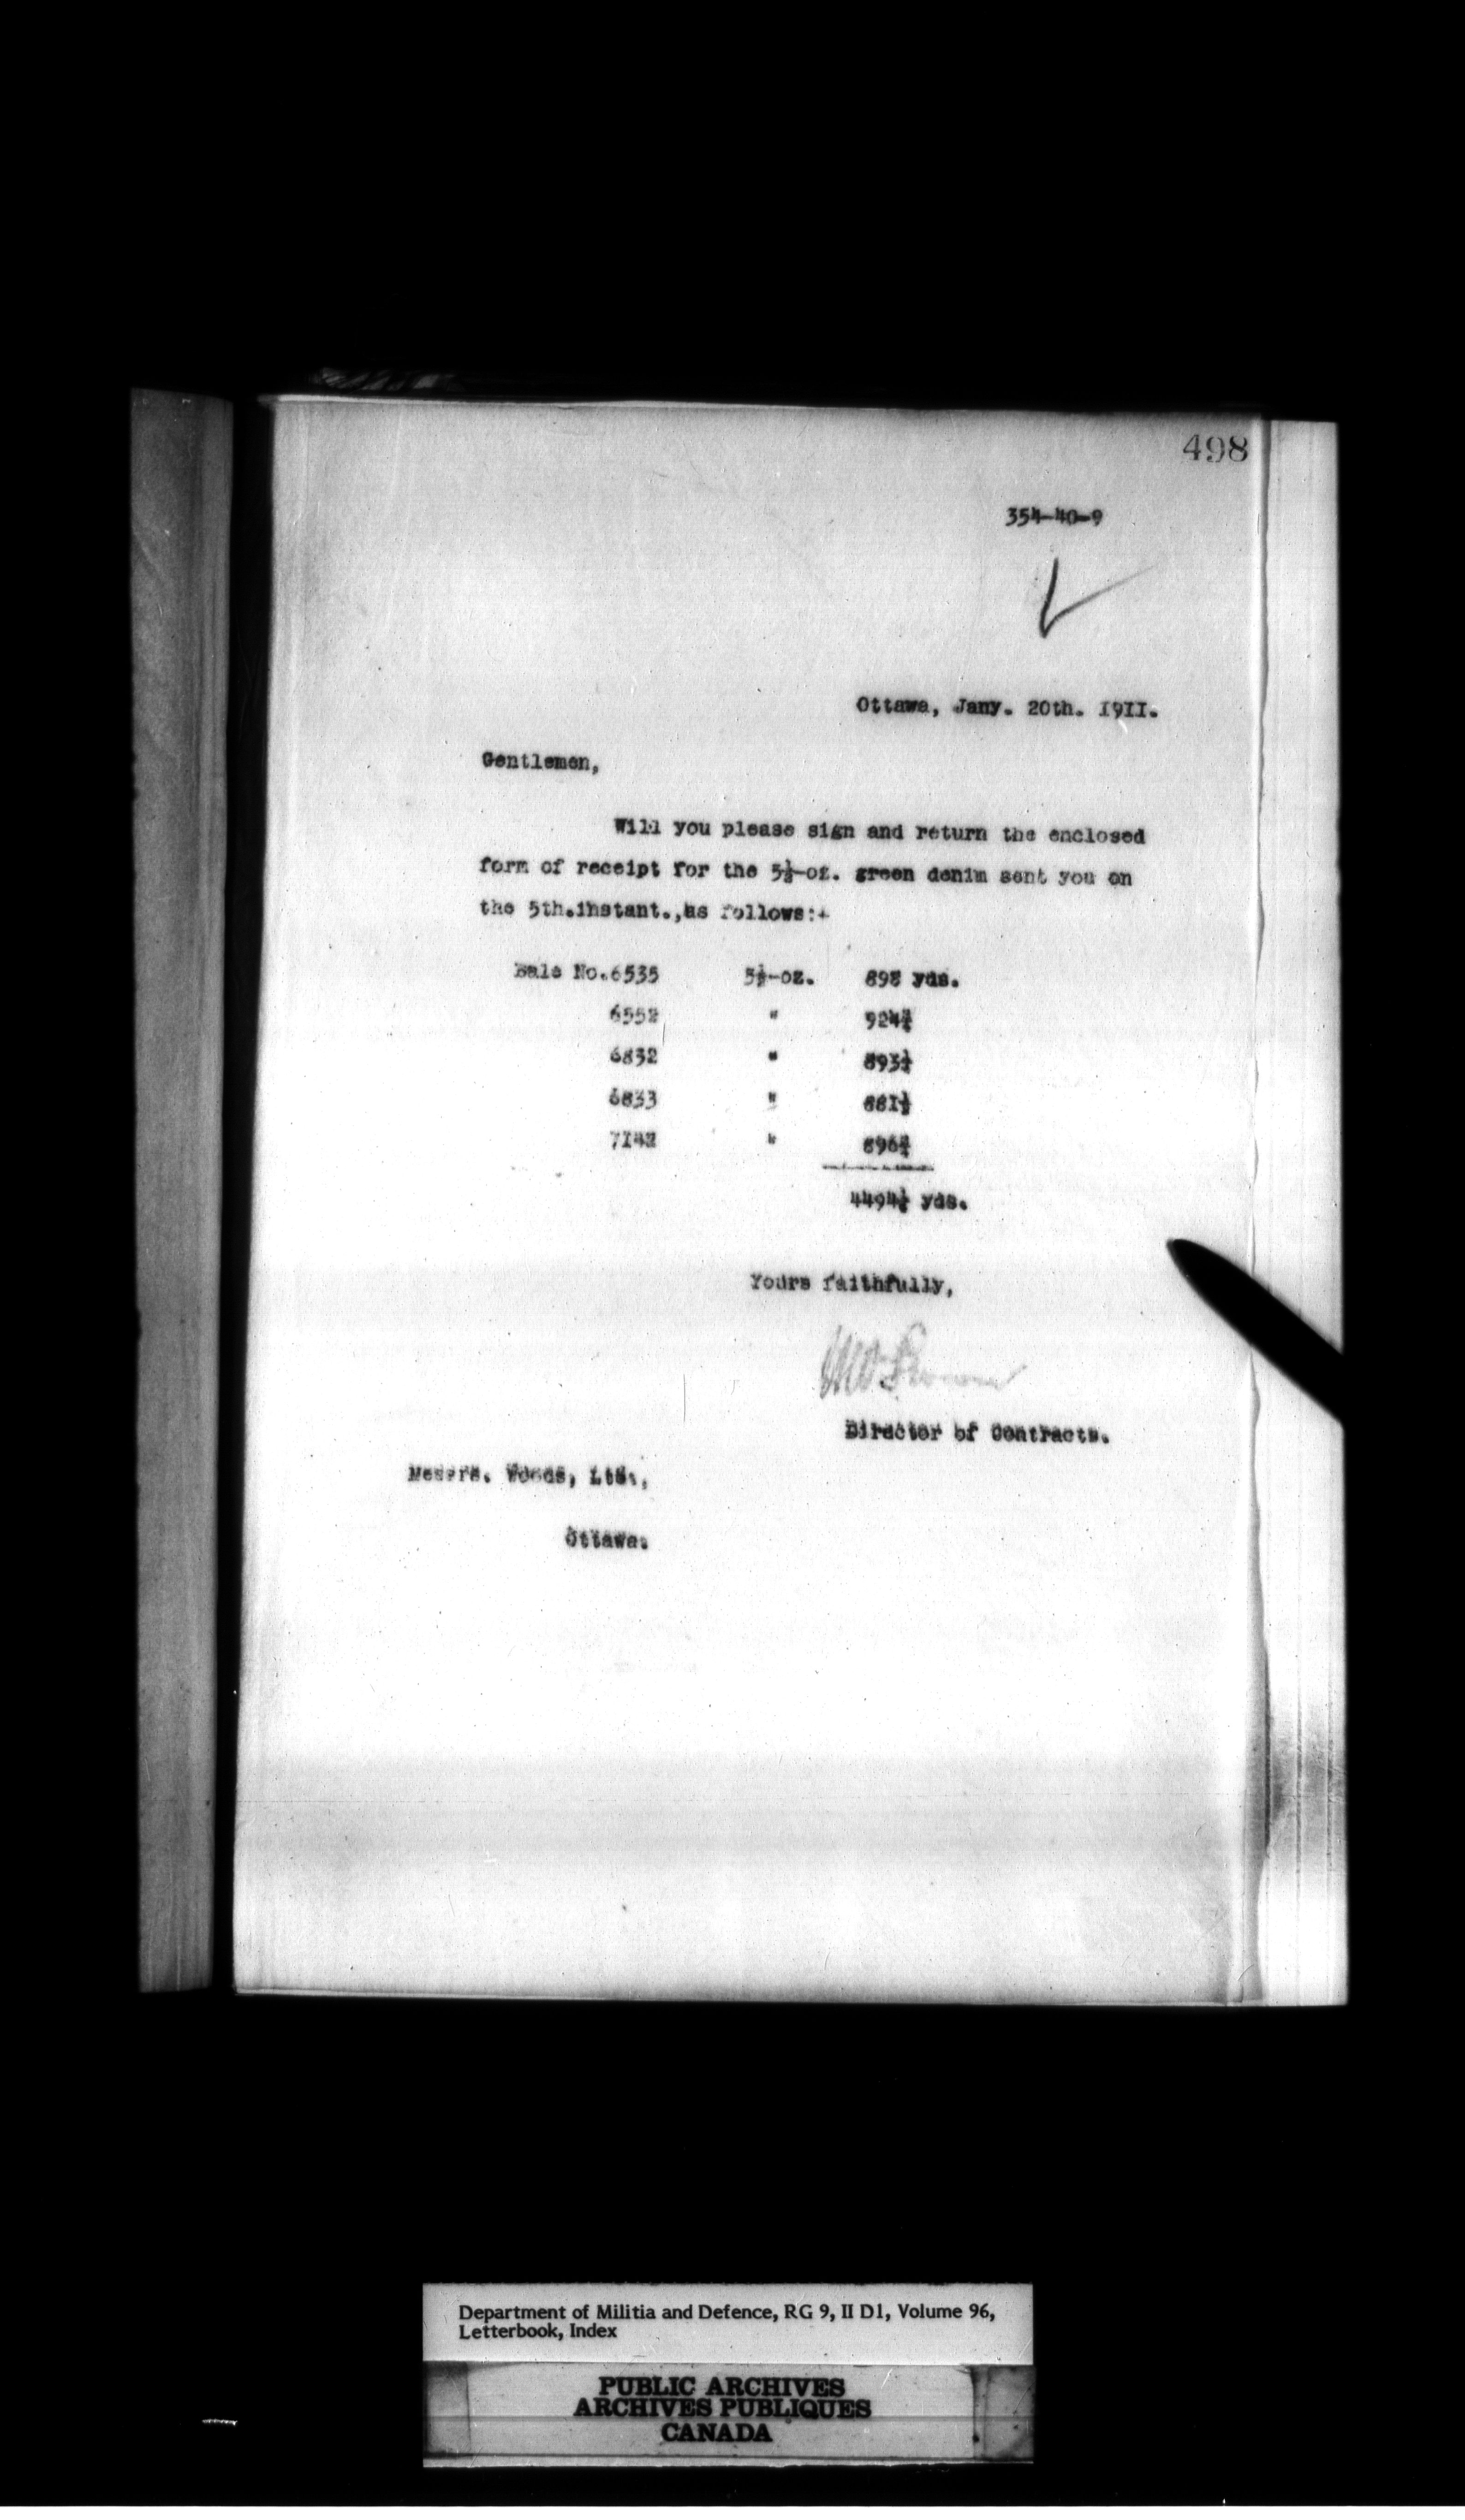 498
354-40-9
Ottawa, Jany. 20th. I9II.
Gentlemen,
Will you please sign and return the enclosed
form of receipt for the 5½-oz. green denim sent you on
the 5th.instant.,as follows:-
Bale No.6535 5½-oz. 898 yds.
6552 " 924¾
6832 " 893¼
6833 " 88I½
7I42 " 896¾
4494¼ yds.
Yours faithfully,
Director of Contracts.
Messrs. Woods, Ltd.,
Ottawa.
Department of Militia and Defence, RG 9, II D1, Volume 96,
Letterbook, Index
PUBLIC ARCHIVES
ARCHIVES PUBLIQUES
CANADA